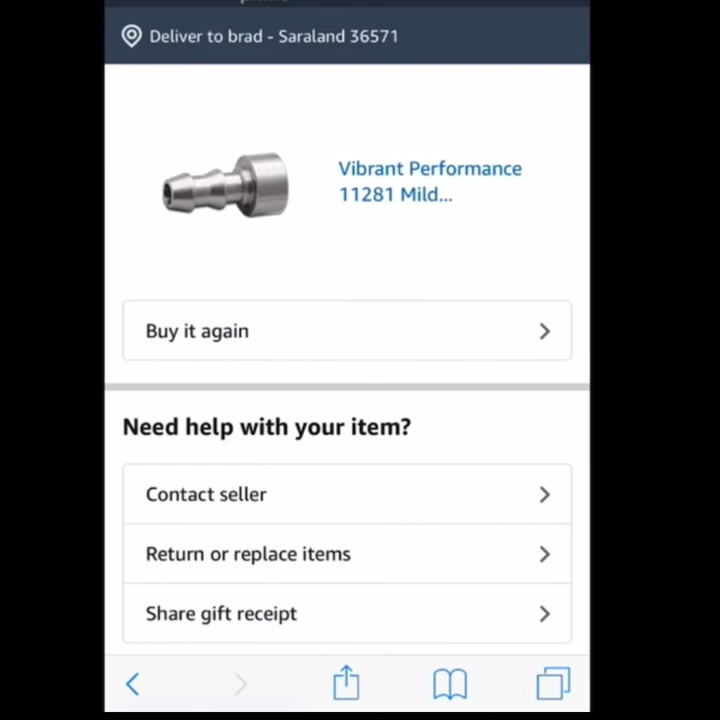 Deliver to brad - Saraland 36571
Vibrant Performance
11281 Mild...
Buy it again
Need help with your item?
Contact seller
Return or replace items
Share gift receipt